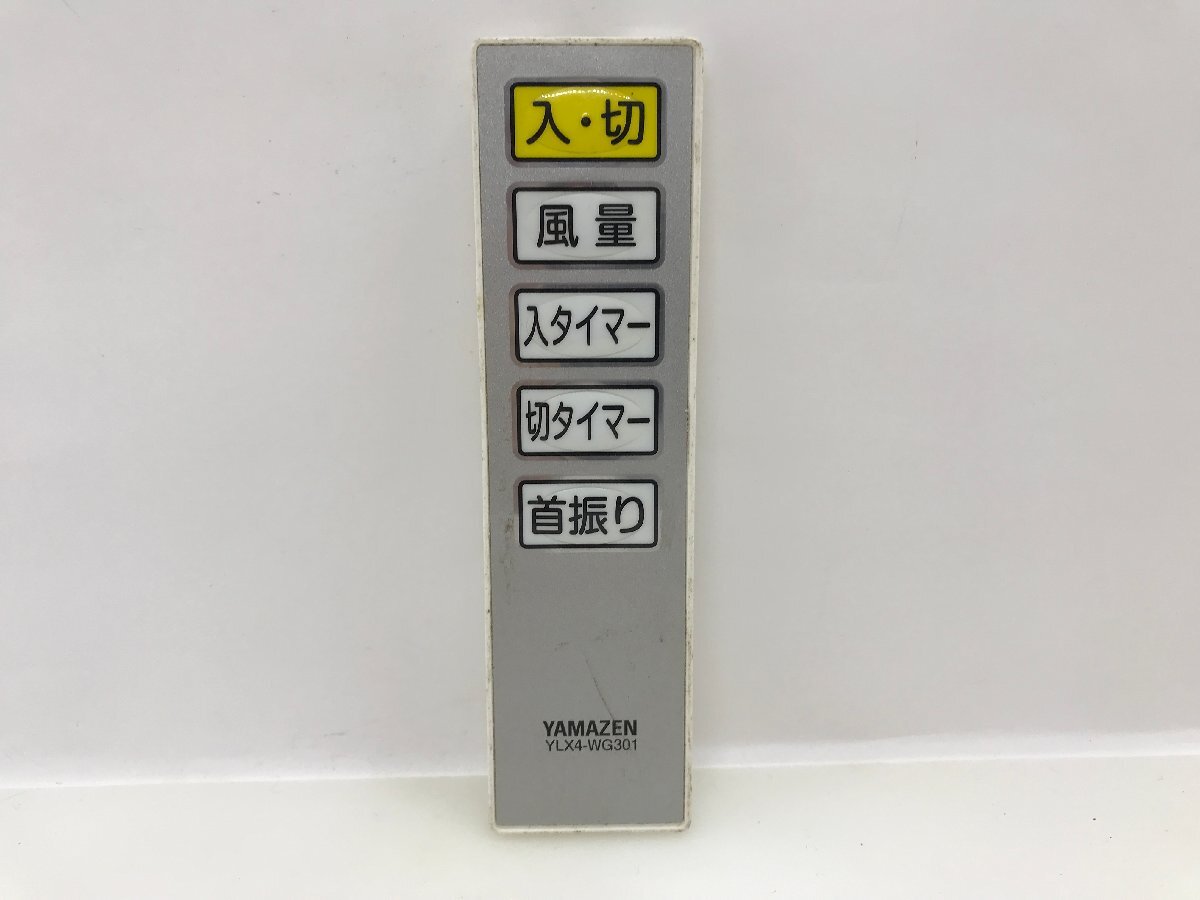 入・切
風量
入タイマー
切タイマー
首振り
YAMAZEN
YLX4-WG301